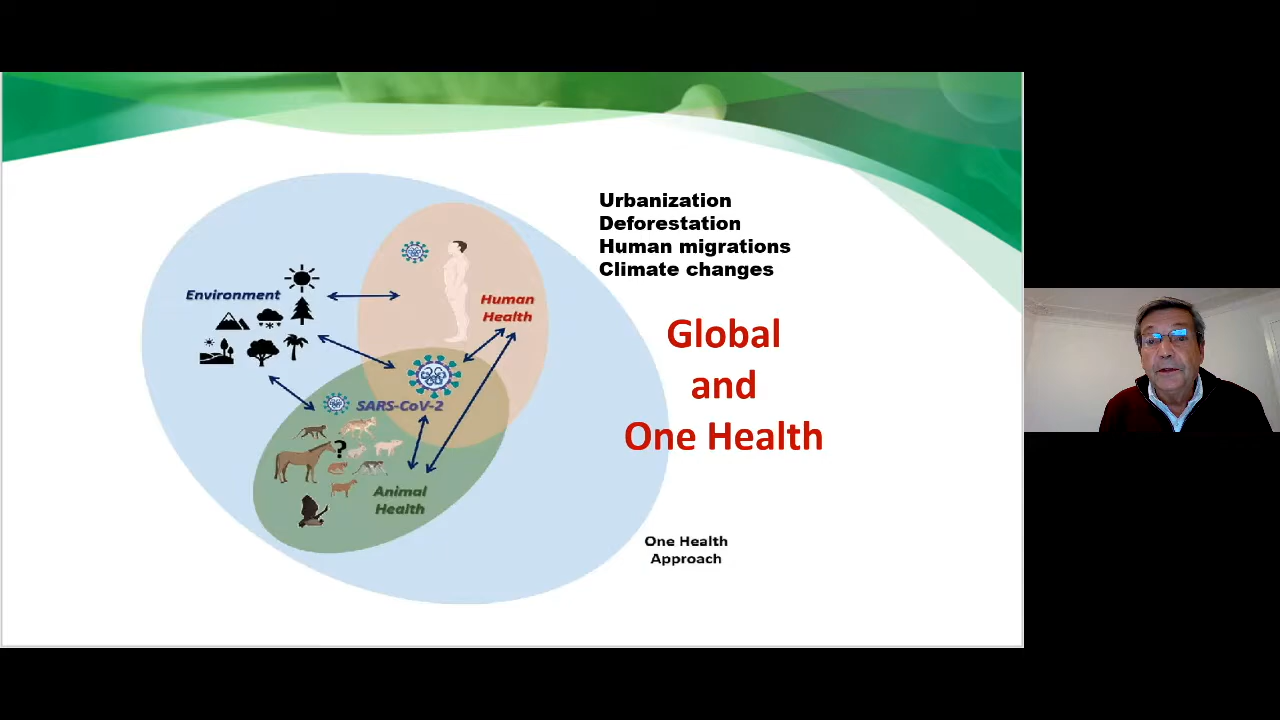 Urbanization
Deforestation
Human migrations
Climate changes
Environment
Human
Health
Global
and
One Health
SARS-CoV-2
?
Animal
Health
One Health
Approach